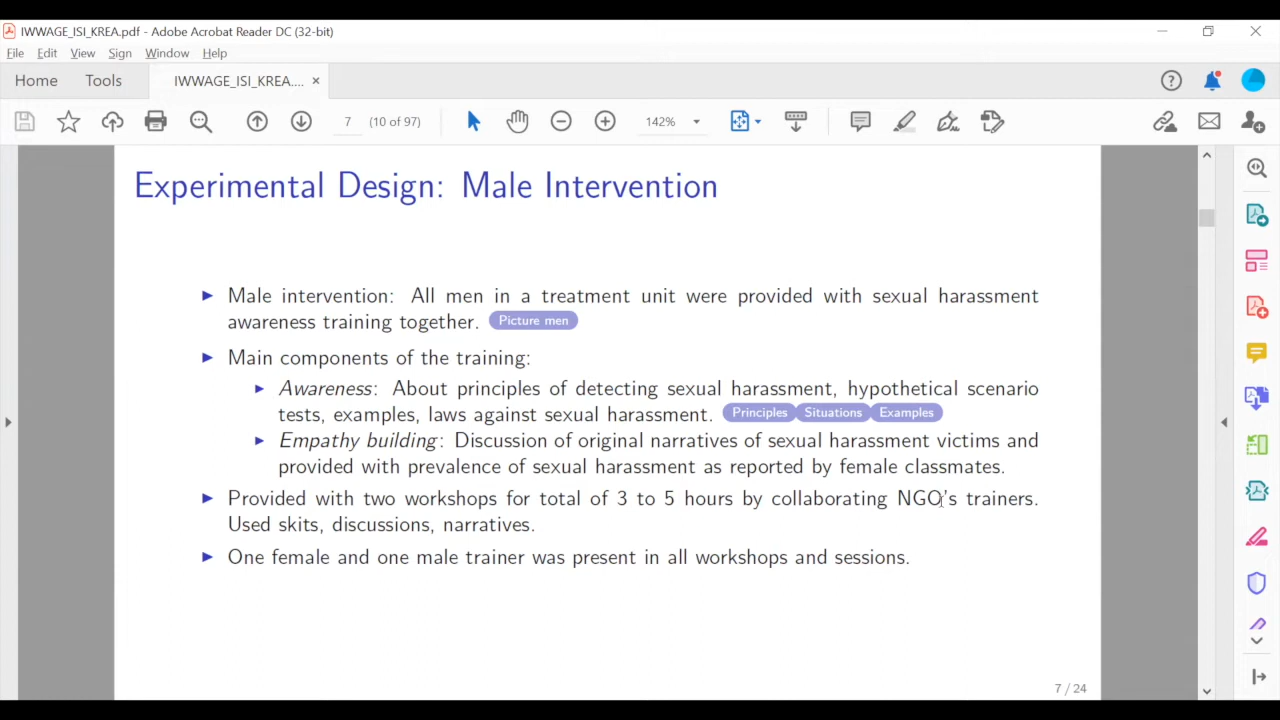 IWWAGE_ISI_KREA.pdf - Adobe Acrobat Reader DC (32-bit)
File Edit View Sign Window Help
Home Tools IWWAGE_ISI_KREA.... ×
7 (10 of 97) 142%
Experimental Design: Male Intervention
Male intervention: All men in a treatment unit were provided with sexual harassment
awareness training together. Picture men
Main components of the training:
Awareness: About principles of detecting sexual harassment, hypothetical scenario
tests, examples, laws against sexual harassment. Principles Situations Examples
Empathy building: Discussion of original narratives of sexual harassment victims and
provided with prevalence of sexual harassment as reported by female classmates.
Provided with two workshops for total of 3 to 5 hours by collaborating NGO's trainers.
Used skits, discussions, narratives.
One female and one male trainer was present in all workshops and sessions.
7 / 24